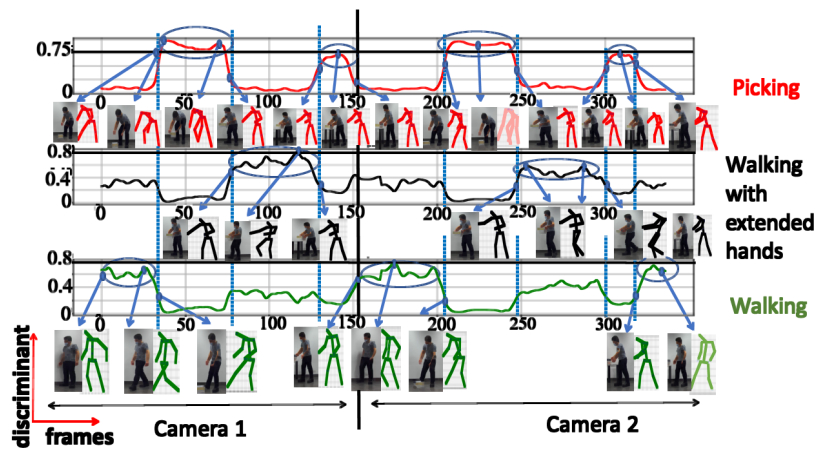 0.75
0
0 50 100 150 200 250 300
Picking
0.8
0.4
0
0 50 100 150 200 250 300
Walking
with
extended
hands
0.8
0.4
0
0 50 100 150 200 250 300
Walking
discriminant
frames
Camera 1
Camera 2